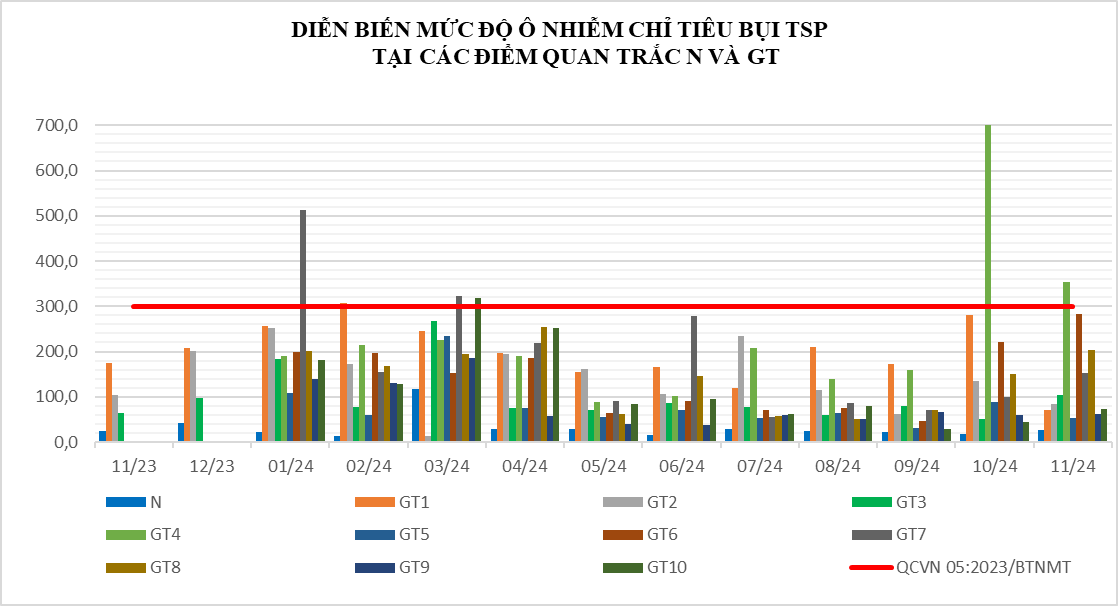 DIỄN BIẾN MỨC ĐỘ Ô NHIỄM CHỈ TIÊU BỤI TSP
TẠI CÁC ĐIỂM QUAN TRẮC N VÀ GT
700,0
600,0
500,0
400,0
300,0
200,0
100,0
0,0
11/23 12/23 01/24 02/24 03/24 04/24 05/24 06/24 07/24 08/24 09/24 10/24 11/24
N GT1 GT2 GT3
GT4 GT5 GT6 GT7
GT8 GT9 GT10 QCVN 05:2023/BTNMT